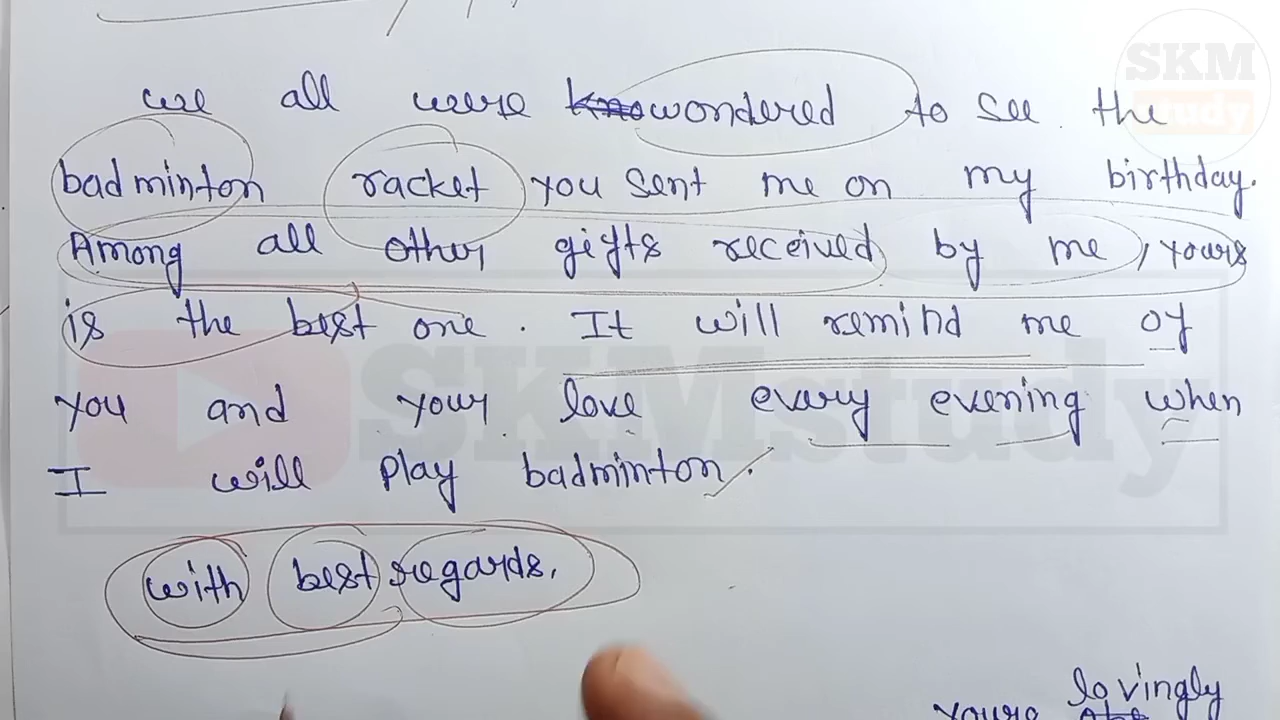 we all were wondered to see the
badminton racket you sent me on my birthday.
Among all other gifts received by me, yours
is the best one. It will remind me of
you and your love every evening when
I will play badminton.
with best regards,
lovingly
yours
SKM
study
SKMstudy